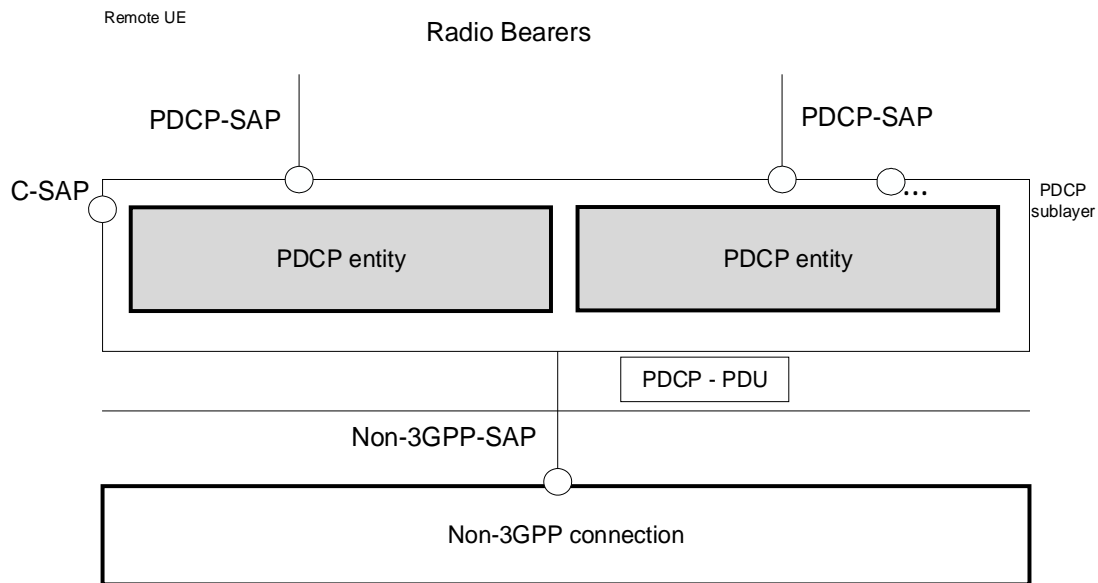 Remote UE
Radio Bearers
PDCP-SAP
PDCP-SAP
C-SAP
...
PDCP
sublayer
PDCP entity
PDCP entity
PDCP - PDU
Non-3GPP-SAP
Non-3GPP connection